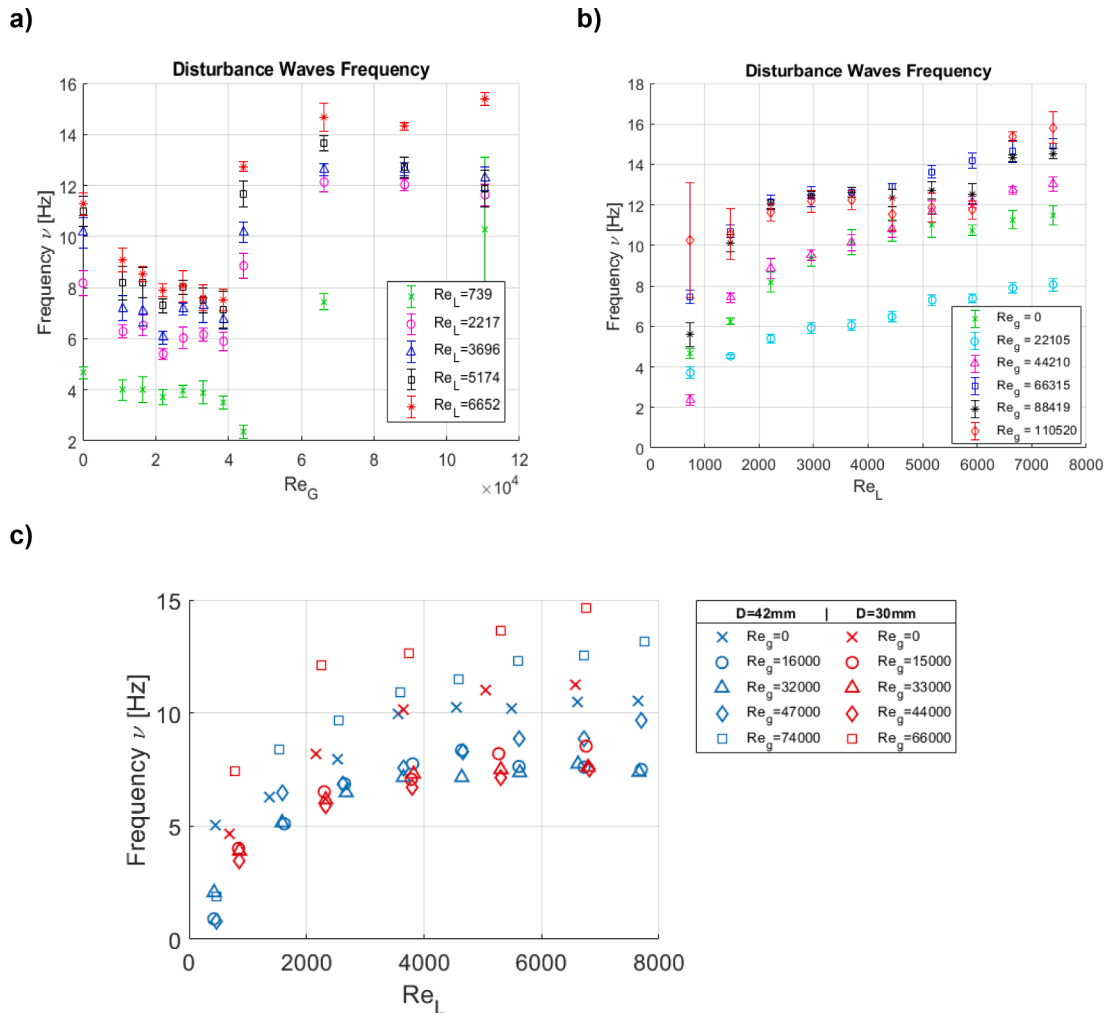 a)
Disturbance Waves Frequency
Frequency ν [Hz]
16
14
12
10
8
6
4
2
0
2
4
6
8
10
12
×10^4
Re_G
Re_L=739
Re_L=2217
Re_L=3696
Re_L=5174
Re_L=6652
b)
Disturbance Waves Frequency
Frequency ν [Hz]
18
16
14
12
10
8
6
4
2
0
0
1000
2000
3000
4000
5000
6000
7000
8000
Re_L
Re_g = 0
Re_g = 22105
Re_g = 44210
Re_g = 66315
Re_g = 88419
Re_g = 110520
c)
Frequency ν [Hz]
15
10
5
0
0
2000
4000
6000
8000
Re_L
D=42mm | D=30mm
Re_g=0 Re_g=0
Re_g=16000 Re_g=15000
Re_g=32000 Re_g=33000
Re_g=47000 Re_g=44000
Re_g=74000 Re_g=66000